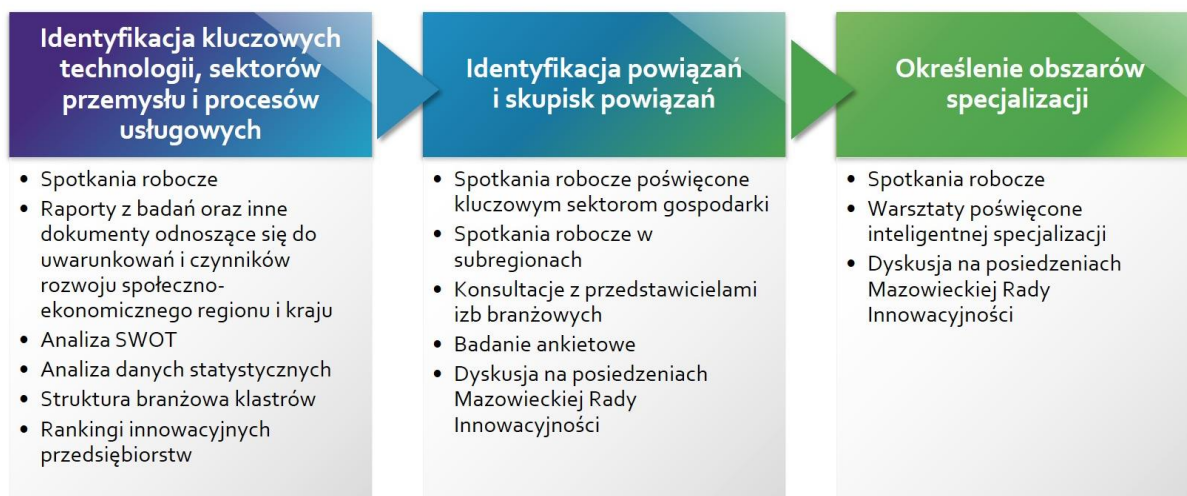 Identyfikacja kluczowych
technologii, sektorów
przemysłu i procesów
usługowych
• Spotkania robocze
• Raporty z badań oraz inne
dokumenty odnoszące się do
uwarunkowań i czynników
rozwoju społeczno-
ekonomicznego regionu i kraju
• Analiza SWOT
• Analiza danych statystycznych
• Struktura branżowa klastrów
• Rankingi innowacyjnych
przedsiębiorstw
Identyfikacja powiązań
i skupisk powiązań
• Spotkania robocze poświęcone
kluczowym sektorom gospodarki
• Spotkania robocze w
subregionach
• Konsultacje z przedstawicielami
izb branżowych
• Badanie ankietowe
• Dyskusja na posiedzeniach
Mazowieckiej Rady
Innowacyjności
Określenie obszarów
specjalizacji
• Spotkania robocze
• Warsztaty poświęcone
inteligentnej specjalizacji
• Dyskusja na posiedzeniach
Mazowieckiej Rady
Innowacyjności